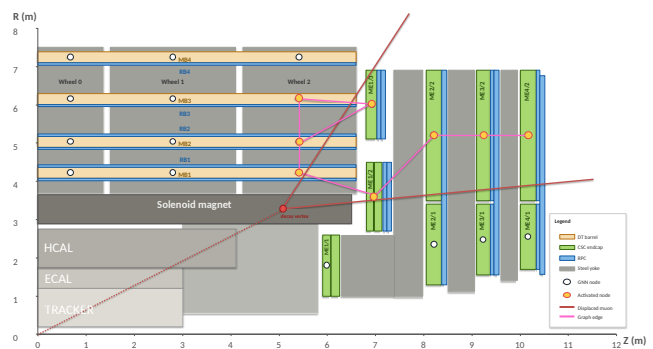 R (m)
8
7
6
5
4
3
2
1
0
MB4
RB4
Wheel 0
Wheel 1
Wheel 2
MB3
RB3
RB2
MB2
RB1
MB1
Solenoid magnet
decay vertex
HCAL
ECAL
TRACKER
ME1/3
ME1/2
ME1/1
ME2/2
ME3/2
ME4/2
ME2/1
ME3/1
ME4/1
Legend
DT barrel
CSC endcap
RPC
Steel yoke
GNN node
Activated node
Displaced muon
Graph edge
0
1
2
3
4
5
6
7
8
9
10
11
12
Z (m)